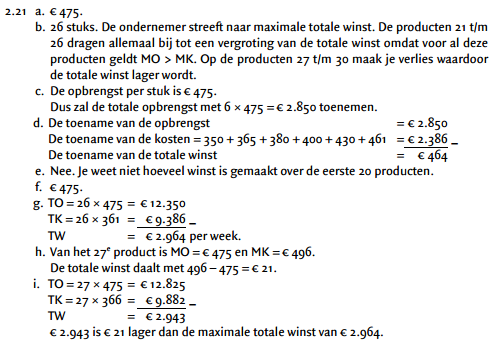 2.21 a. € 475.
b. 26 stuks. De ondernemer streeft naar maximale totale winst. De producten 21 t/m
26 dragen allemaal bij tot een vergroting van de totale winst omdat voor al deze
producten geldt MO > MK. Op de producten 27 t/m 30 maak je verlies waardoor
de totale winst lager wordt.
c. De opbrengst per stuk is € 475.
Dus zal de totale opbrengst met 6 × 475 = € 2.850 toenemen.
d. De toename van de opbrengst = € 2.850
De toename van de kosten = 350 + 365 + 380 + 400 + 430 + 461 = € 2.386 –
De toename van de totale winst = € 464
e. Nee. Je weet niet hoeveel winst is gemaakt over de eerste 20 producten.
f. € 475.
g. TO = 26 × 475 = € 12.350
TK = 26 × 361 = € 9.386 –
TW = € 2.964 per week.
h. Van het 27e product is MO = € 475 en MK = € 496.
De totale winst daalt met 496 – 475 = € 21.
i. TO = 27 × 475 = € 12.825
TK = 27 × 366 = € 9.882 –
TW = € 2.943
€ 2.943 is € 21 lager dan de maximale totale winst van € 2.964.